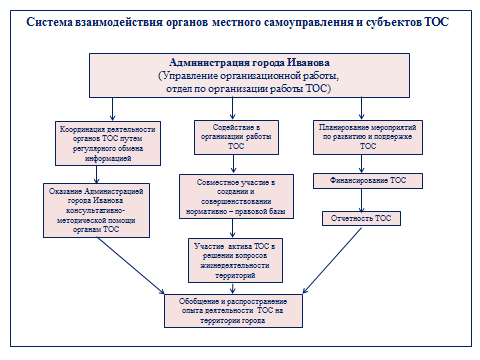 Система взаимодействия органов местного самоуправления и субъектов ТОС
Администрация города Иванова
(Управление организационной работы,
отдел по организации работы ТОС)
Координация деятельности
органов ТОС путем
регулярного обмена
информацией
Оказание Администрацией
города Иванова
консультативно-
методической помощи
органам ТОС
Содействие в
организации работы
ТОС
Совместное участие в
создании и
совершенствовании
нормативно – правовой базы
Участие актива ТОС в
решении вопросов
жизнедеятельности
территорий
Планирование мероприятий
по развитию и поддержке
ТОС
Финансирование ТОС
Отчетность ТОС
Обобщение и распространение
опыта деятельности ТОС на
территории города